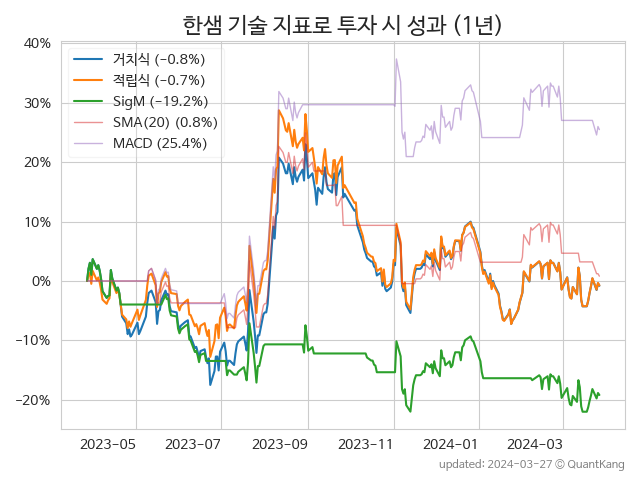 한샘 기술 지표로 투자 시 성과 (1년)
40%
30%
20%
10%
0%
−10%
−20%
거치식 (−0.8%)
적립식 (−0.7%)
SigM (−19.2%)
SMA(20) (0.8%)
MACD (25.4%)
2023−05
2023−07
2023−09
2023−11
2024−01
2024−03
updated: 2024−03−27 © QuantKang